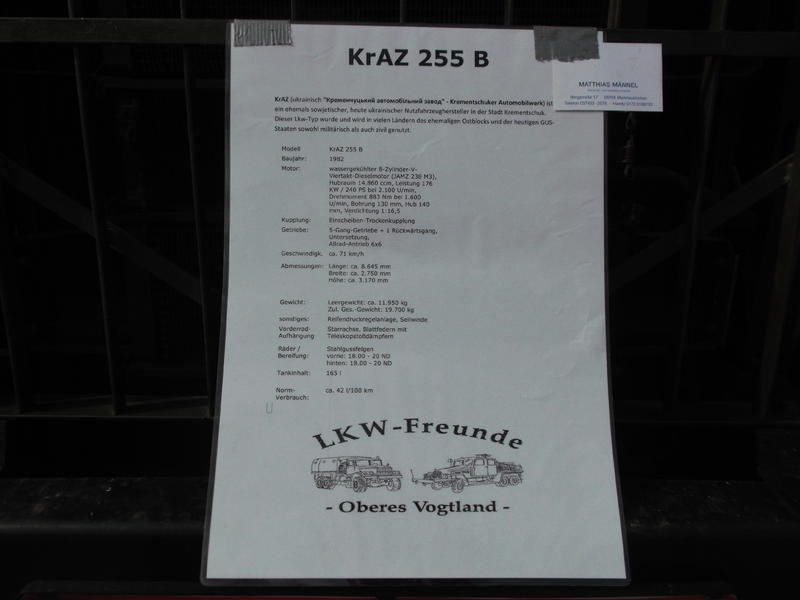 KrAZ 255 B
MATTHIAS MÄNNEL
KrAZ (ukrainisch "Кременчуцький автомобільний завод" - Krementschuker Automobilwerk) ist
ein ehemals sowjetischer, heute ukrainischer Nutzfahrzeughersteller in der Stadt Krementschuk.
Dieser Lkw-Typ wurde und wird in vielen Ländern des ehemaligen Ostblocks und der heutigen GUS-
Staaten sowohl militärisch als auch zivil genutzt.
Modell KrAZ 255 B
Baujahr: 1982
Motor: wassergekühlter 8-Zylinder-V-
Viertakt-Dieselmotor (JAMZ 238 M3),
Hubraum 14.860 ccm, Leistung 176
KW / 240 PS bei 2.100 U/min,
Drehmoment 883 Nm bei 1.600
U/min, Bohrung 130 mm, Hub 140
mm, Verdichtung 1:16,5
Kupplung: Einscheiben-Trockenkupplung
Getriebe: 5-Gang-Getriebe + 1 Rückwärtsgang,
Untersetzung,
Allrad-Antrieb 6x6
Geschwindigk. ca. 71 km/h
Abmessungen: Länge: ca. 8.645 mm
Breite: ca. 2.750 mm
Höhe: ca. 3.170 mm
Gewicht: Leergewicht: ca. 11.950 kg
Zul. Ges.-Gewicht: 19.700 kg
sonstiges: Reifendruckregelanlage, Seilwinde
Vorderrad- Starrachse, Blattfedern mit
Aufhängung Teleskopstoßdämpfern
Räder / Stahlgussfelgen
Bereifung: vorne: 18.00 - 20 ND
hinten: 18.00 - 20 ND
Tankinhalt: 165 l
Norm- ca. 42 l/100 km
verbrauch:
LKW-Freunde
- Oberes Vogtland -